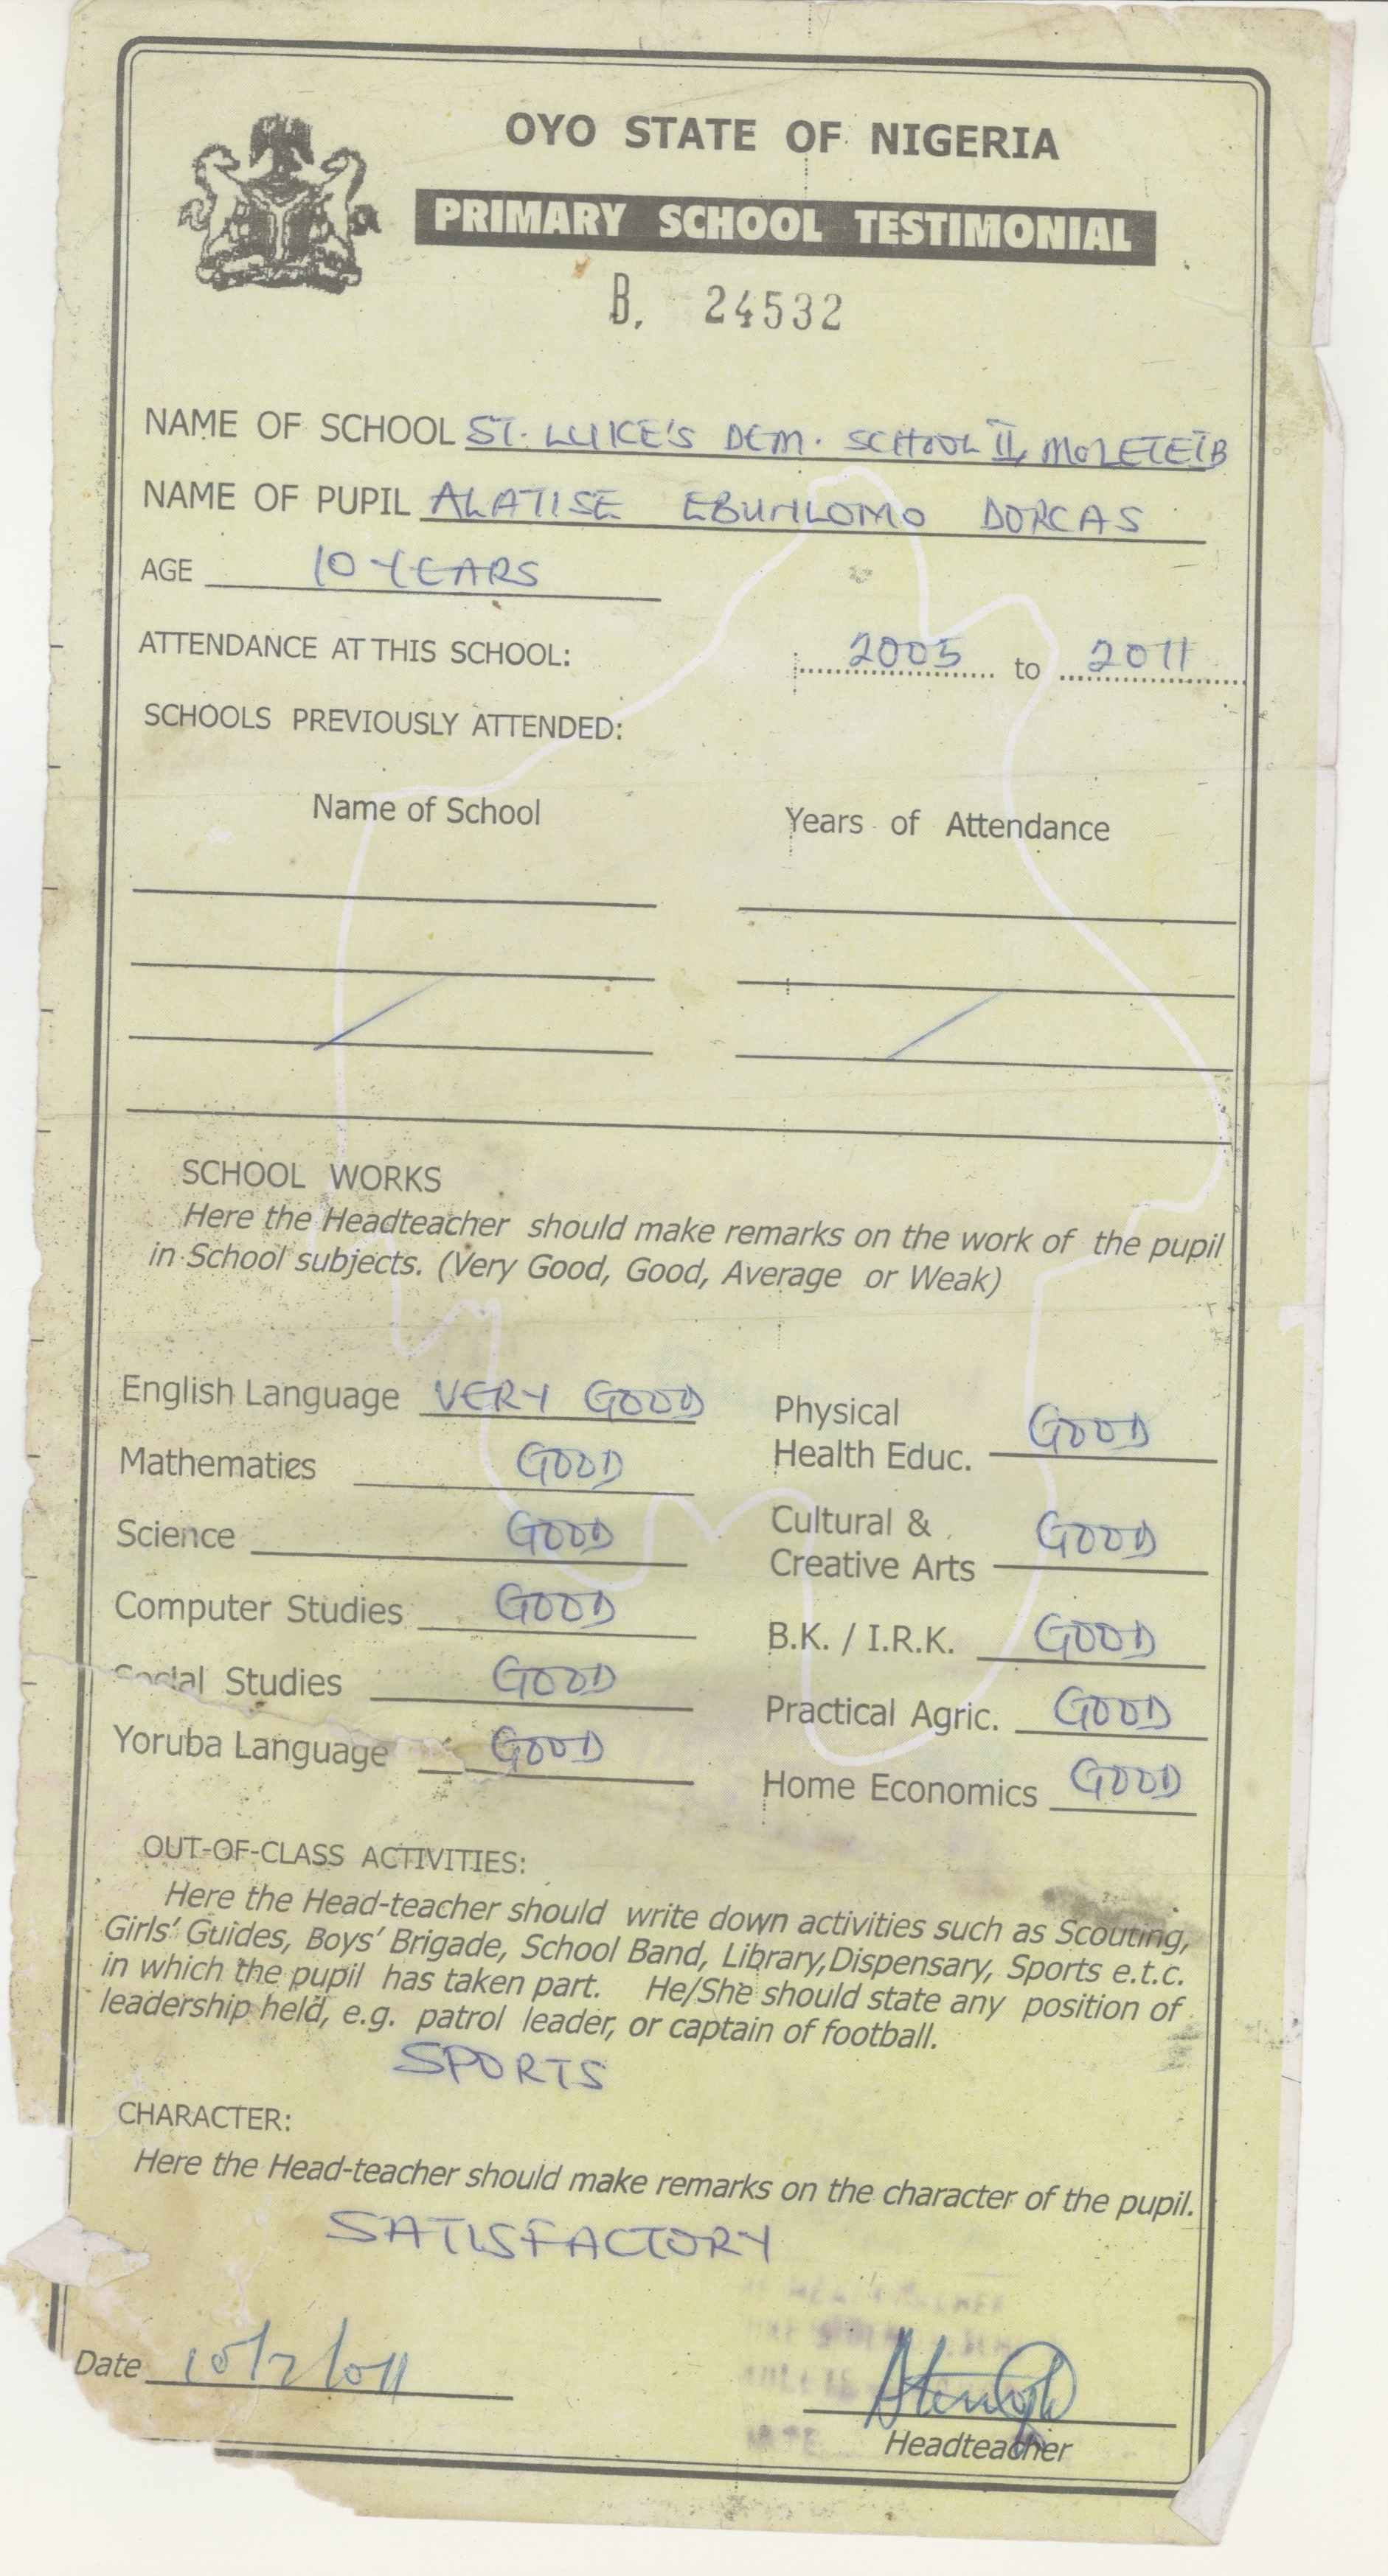 OYO STATE OF NIGERIA
PRIMARY SCHOOL TESTIMONIAL
B. 24532
NAME OF SCHOOL ST. LUKE'S DEM. SCHOOL II, MOLETE IB
NAME OF PUPIL ALATISE EBUNLOMO DORCAS
AGE 10 YEARS
ATTENDANCE AT THIS SCHOOL: 2005 to 2011
SCHOOLS PREVIOUSLY ATTENDED:
Name of School Years of Attendance
SCHOOL WORKS
Here the Headteacher should make remarks on the work of the pupil
in School subjects. (Very Good, Good, Average or Weak)
English Language VERY GOOD
Mathematics GOOD
Science GOOD
Computer Studies GOOD
Social Studies GOOD
Yoruba Language GOOD
Physical
Health Educ. GOOD
Cultural &
Creative Arts GOOD
B.K. / I.R.K. GOOD
Practical Agric. GOOD
Home Economics GOOD
OUT-OF-CLASS ACTIVITIES:
Here the Head-teacher should write down activities such as Scouting,
Girls' Guides, Boys' Brigade, School Band, Library,Dispensary, Sports e.t.c.
in which the pupil has taken part. He/She should state any position of
leadership held, e.g. patrol leader, or captain of football.
SPORTS
CHARACTER:
Here the Head-teacher should make remarks on the character of the pupil.
SATISFACTORY
Date 10/7/011
Headteacher